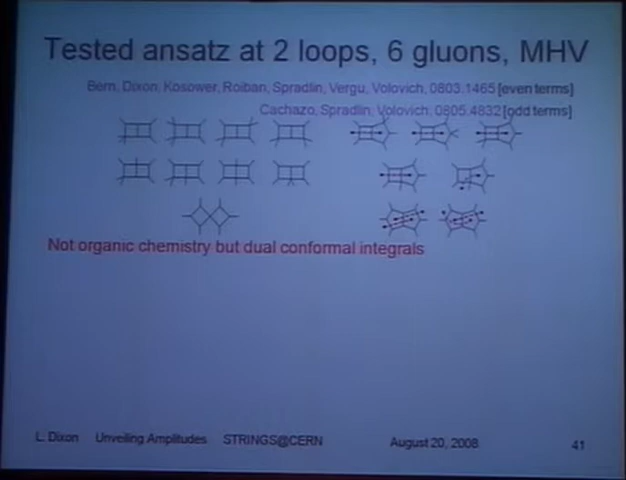 Tested ansatz at 2 loops, 6 gluons, MHV
Bern, Dixon, Kosower, Roiban, Spradlin, Vergu, Volovich, 0803.1465 [even terms]
Cachazo, Spradlin, Volovich, 0805.4832 [odd terms]
Not organic chemistry but dual conformal integrals
L. Dixon Unveiling Amplitudes STRINGS@CERN August 20, 2008 41